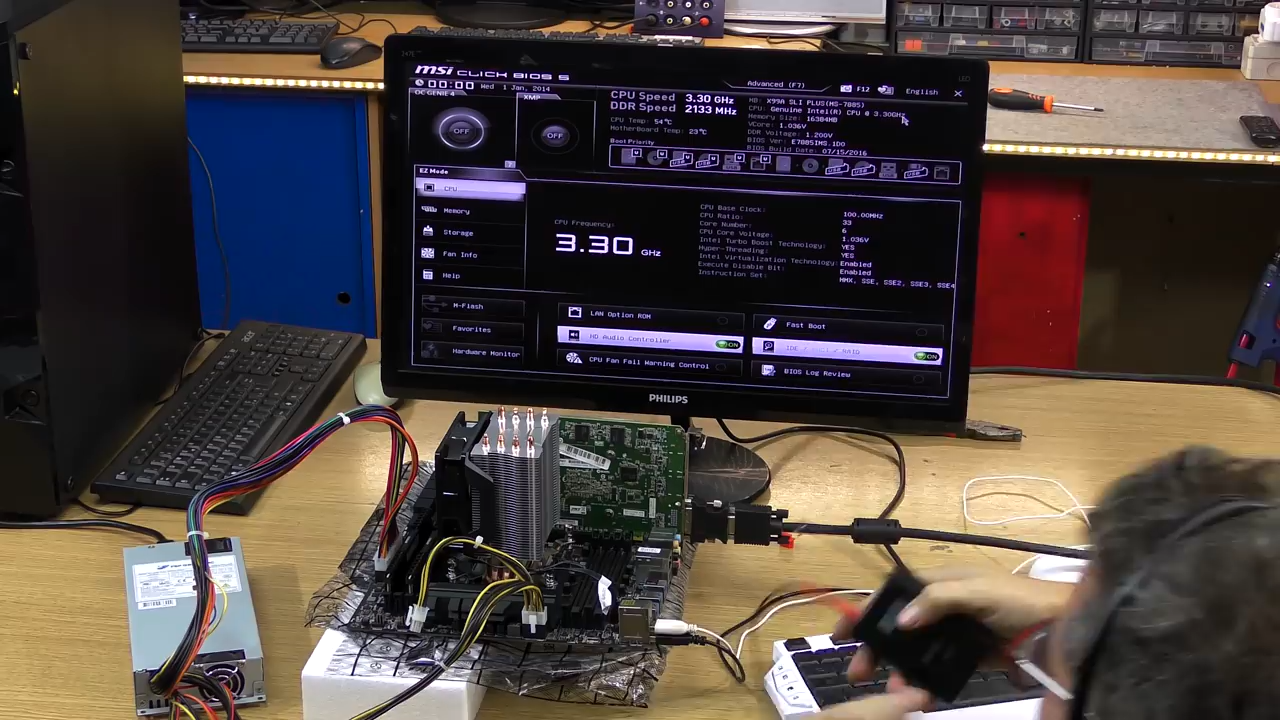 msi CLICK BIOS 5
Advanced (F7)
F12
English
00:00 Wed 1 Jan, 2014
OC GENIE 4
XMP
OFF
OFF
CPU Speed 3.30 GHz
DDR Speed 2133 MHz
CPU Temp: 54°C
MotherBoard Temp: 23°C
MB: X99A SLI PLUS(MS-7885)
CPU: Genuine Intel(R) CPU @ 3.30GHz
Memory Size: 16384MB
VCore: 1.036V
DDR Voltage: 1.200V
BIOS Ver: E7885IMS.1D0
BIOS Build Date: 07/15/2016
Boot Priority
EZ Mode
CPU
Memory
Storage
Fan Info
Help
M-Flash
Favorites
Hardware Monitor
CPU Frequency:
3.30 GHz
CPU Base Clock: 100.00MHz
CPU Ratio: 33
Core Number: 6
CPU Core Voltage: 1.036V
Intel Turbo Boost Technology: YES
Hyper-Threading: YES
Intel Virtualization Technology: Enabled
Execute Disable Bit: Enabled
Instruction Set: MMX, SSE, SSE2, SSE3, SSE4
LAN Option ROM
HD Audio Controller ON
CPU Fan Fail Warning Control
Fast Boot
ON
BIOS Log Review
PHILIPS